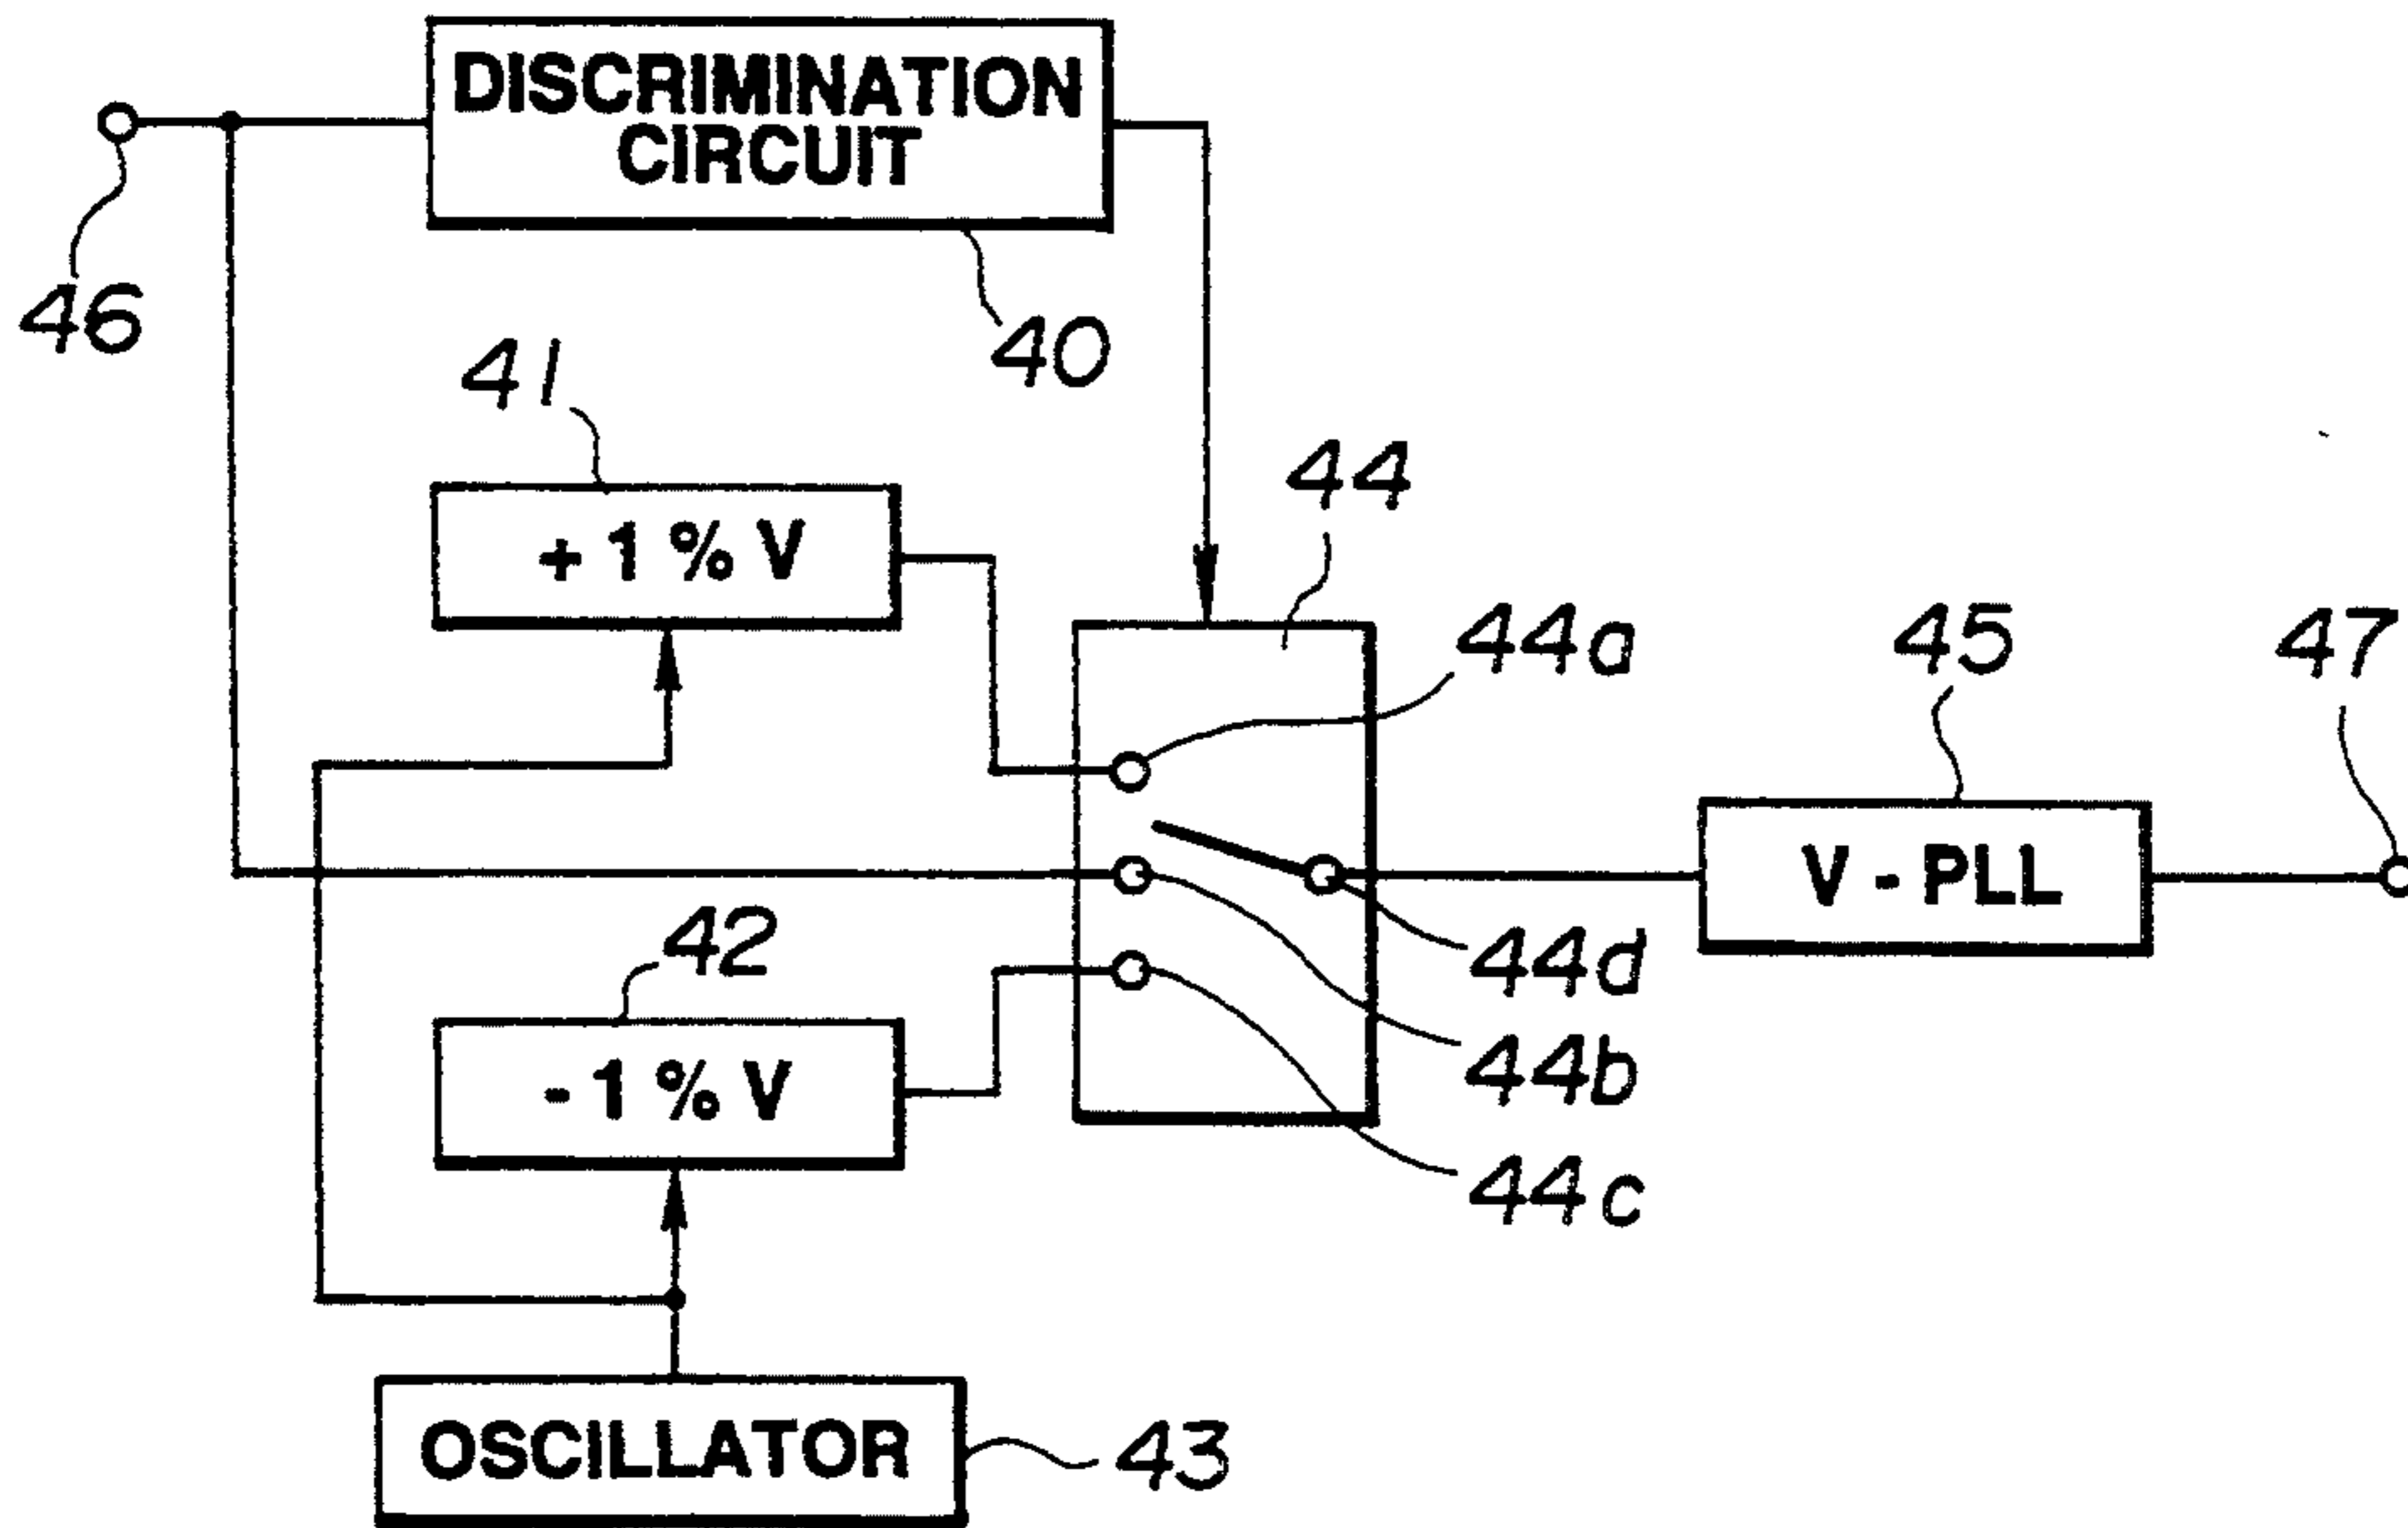 DISCRIMINATION
CIRCUIT
46
40
41
+1%V
44
44a
45
47
V-PLL
42
44d
-1%V
44b
44c
OSCILLATOR
43